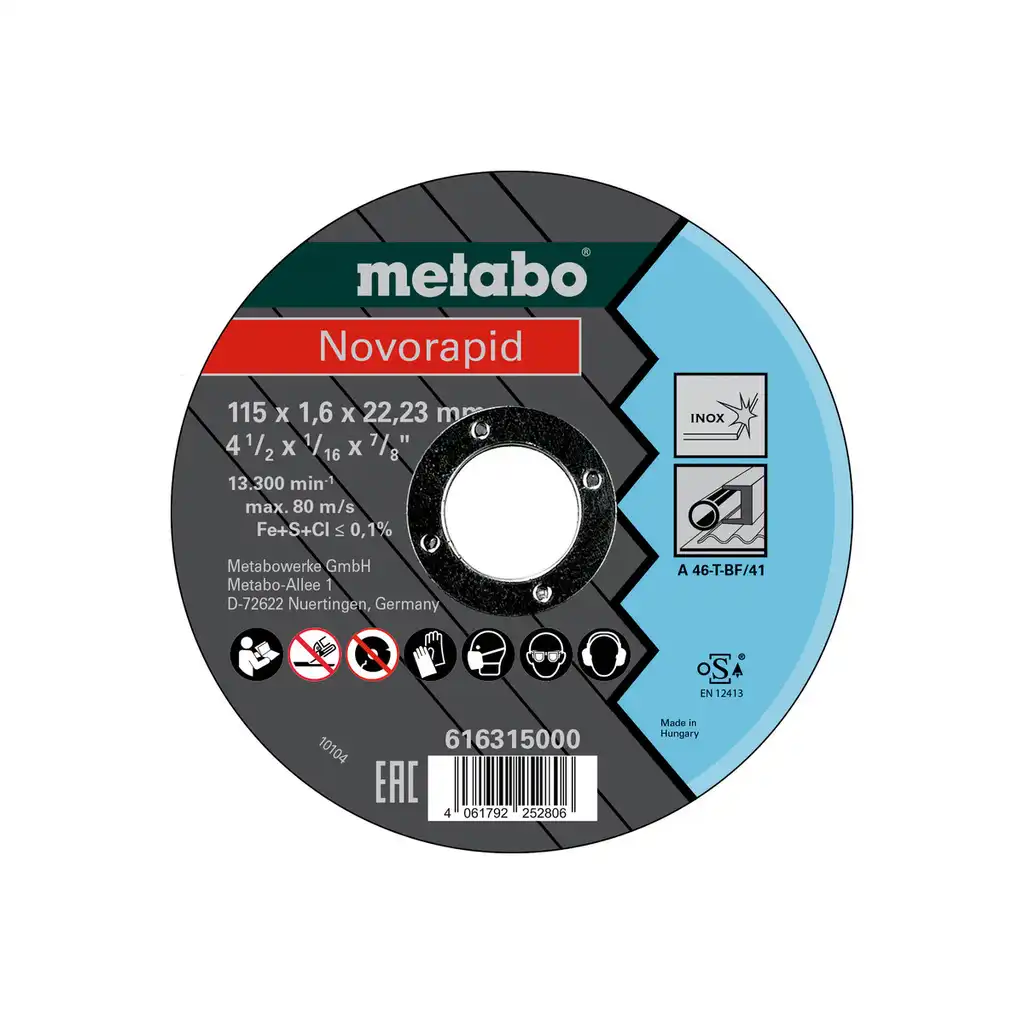 metabo®
Novorapid
115 x 1,6 x 22,23 mm
4 1/2 x 1/16 x 7/8"
13.300 min-1
max. 80 m/s
Fe+S+Cl ≤ 0,1%
Metabowerke GmbH
Metabo-Allee 1
D-72622 Nuertingen, Germany
INOX
A 46-T-BF/41
oSA®
EN 12413
Made in
Hungary
616315000
10104
EAC
4 061792 252806